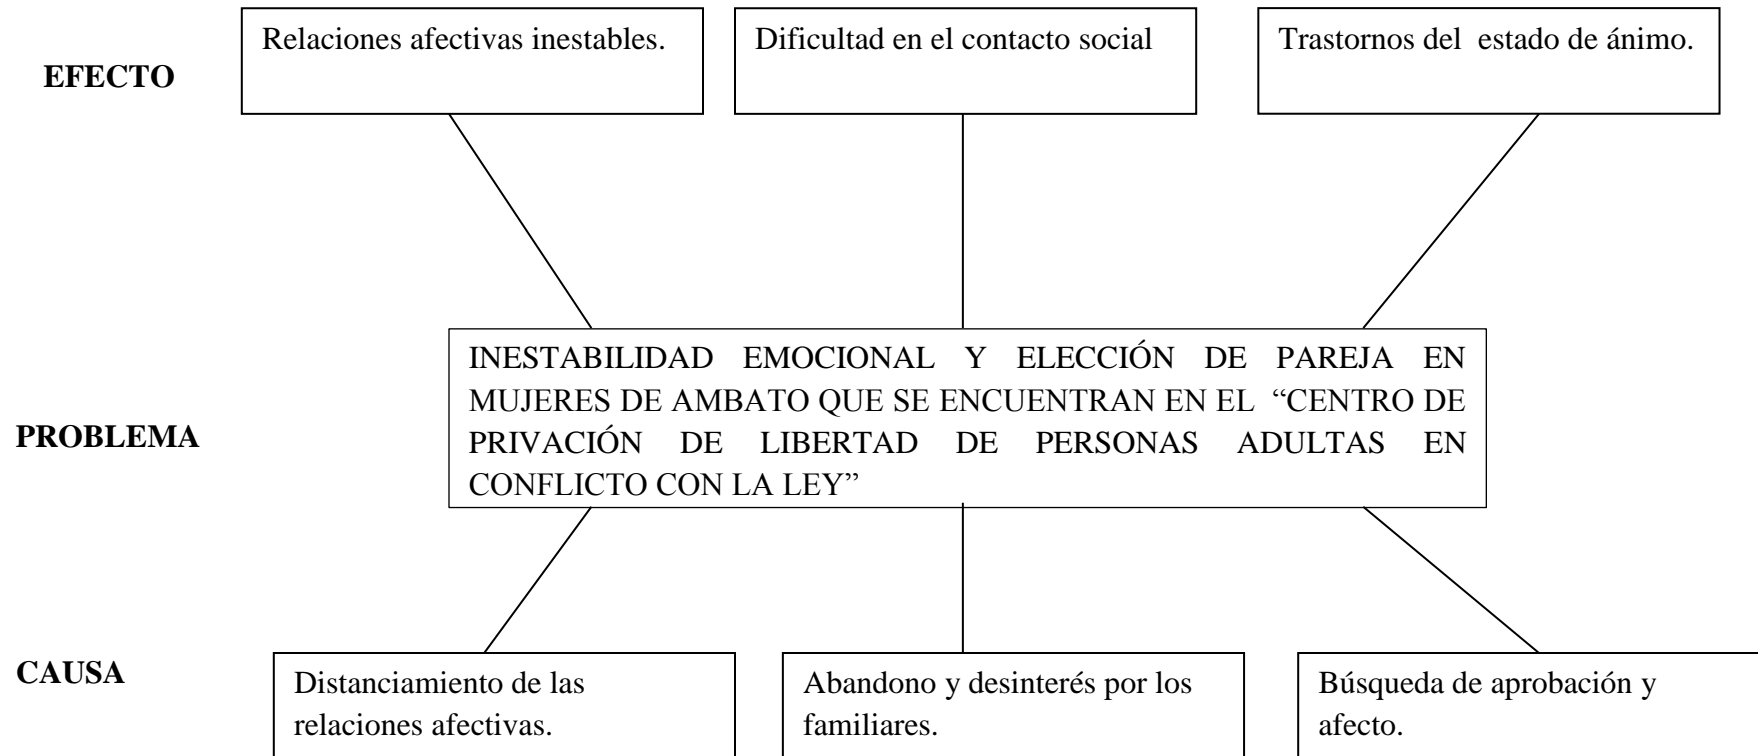 EFECTO
Relaciones afectivas inestables.
Dificultad en el contacto social
Trastornos del  estado de ánimo.
PROBLEMA
INESTABILIDAD EMOCIONAL Y ELECCIÓN DE PAREJA EN
MUJERES DE AMBATO QUE SE ENCUENTRAN EN EL  “CENTRO DE
PRIVACIÓN DE LIBERTAD DE PERSONAS ADULTAS EN
CONFLICTO CON LA LEY”
CAUSA
Distanciamiento de las
relaciones afectivas.
Abandono y desinterés por los
familiares.
Búsqueda de aprobación y
afecto.